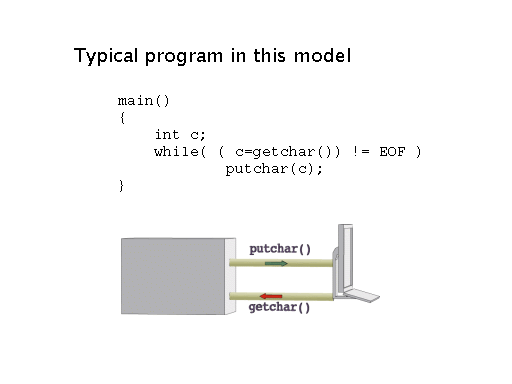 Typical program in this model
main()
{
int c;
while( ( c=getchar()) != EOF )
putchar(c);
}
putchar()
getchar()